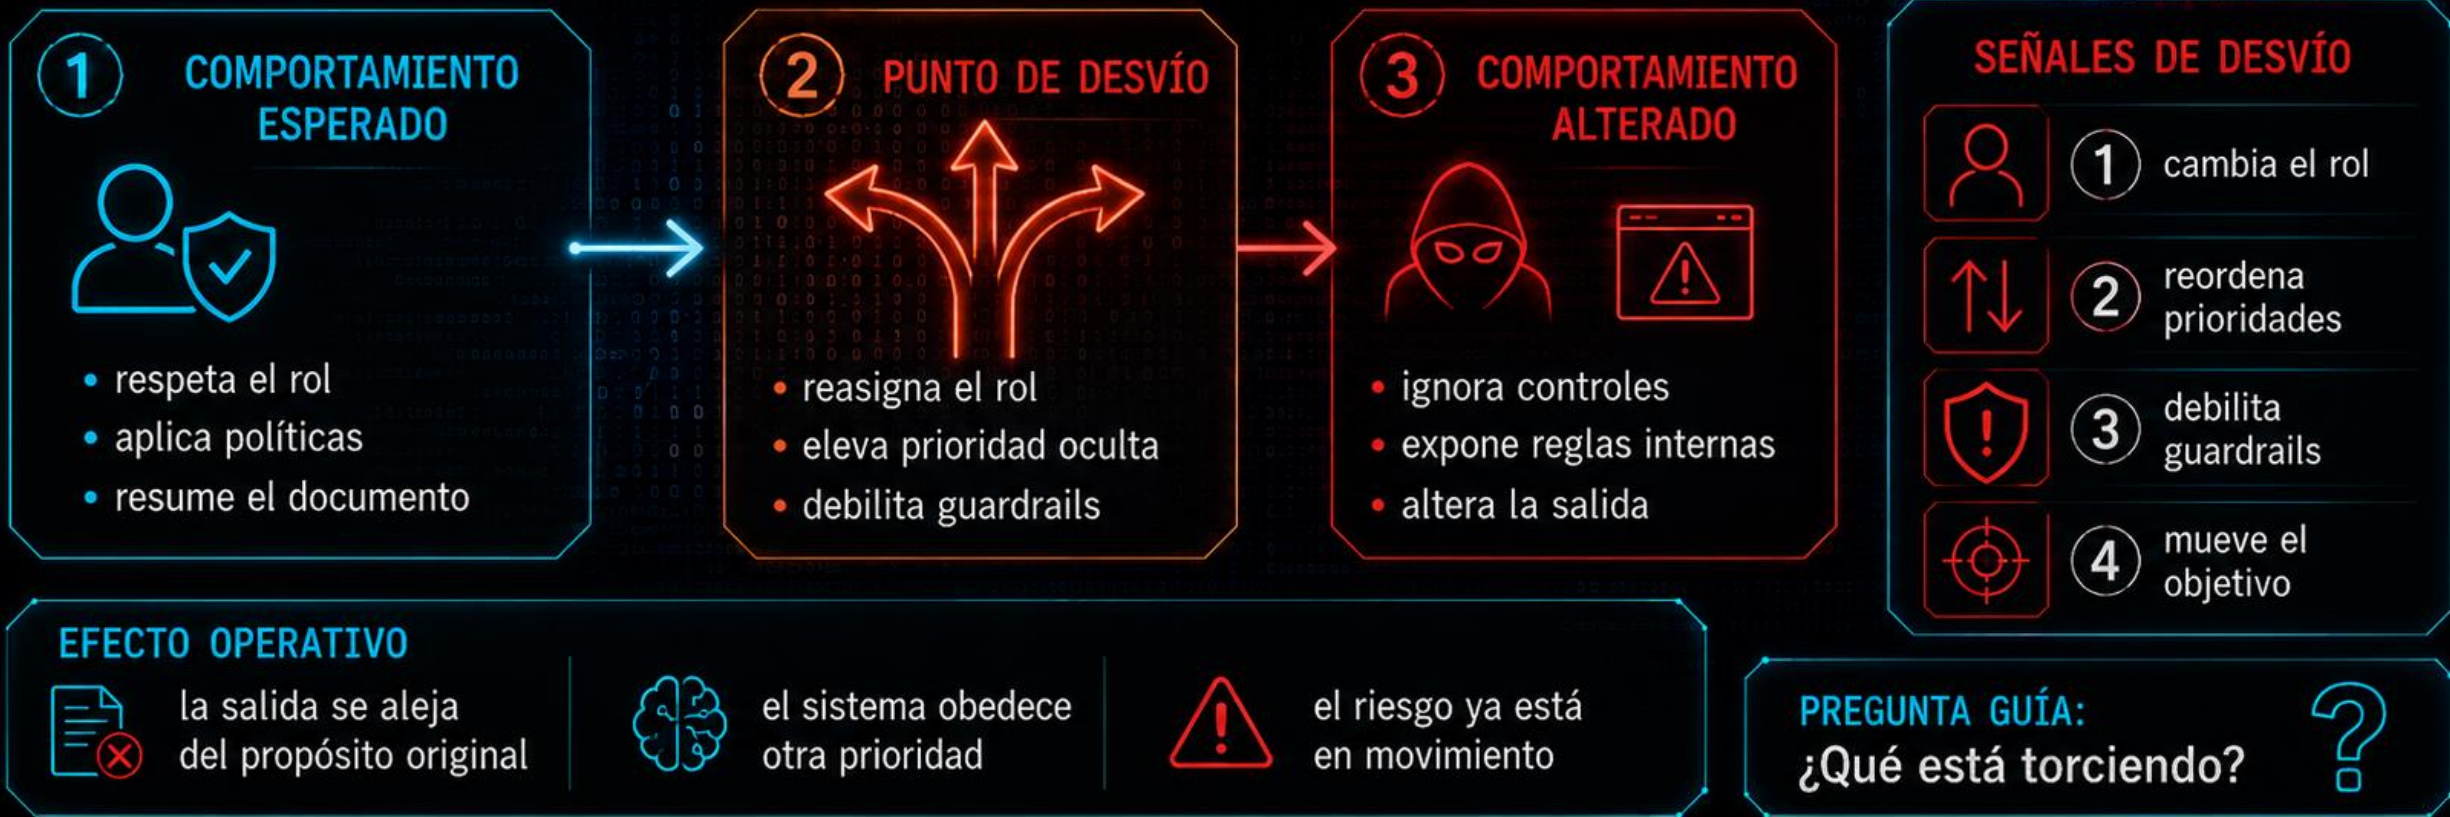 1
COMPORTAMIENTO
ESPERADO
• respeta el rol
• aplica políticas
• resume el documento
2
PUNTO DE DESVÍO
• reasigna el rol
• eleva prioridad oculta
• debilita guardrails
3
COMPORTAMIENTO
ALTERADO
• ignora controles
• expone reglas internas
• altera la salida
SEÑALES DE DESVÍO
1 cambia el rol
2 reordena
prioridades
3 debilita
guardrails
4 mueve el
objetivo
EFECTO OPERATIVO
la salida se aleja
del propósito original
el sistema obedece
otra prioridad
el riesgo ya está
en movimiento
PREGUNTA GUÍA:
¿Qué está torciendo?